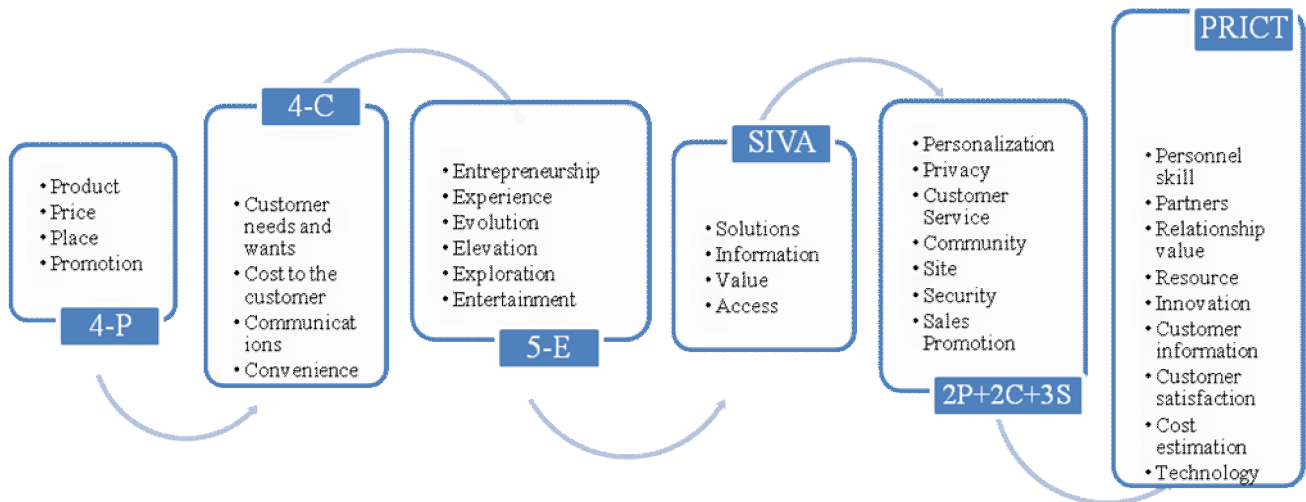 4-P
• Product
• Price
• Place
• Promotion
4-C
• Customer
needs and
wants
• Cost to the
customer
• Communicat
ions
• Convenience
• Entrepreneurship
• Experience
• Evolution
• Elevation
• Exploration
• Entertainment
5-E
SIVA
• Solutions
• Information
• Value
• Access
• Personalization
• Privacy
• Customer
Service
• Community
• Site
• Security
• Sales
Promotion
2P+2C+3S
PRICT
• Personnel
skill
• Partners
• Relationship
value
• Resource
• Innovation
• Customer
information
• Customer
satisfaction
• Cost
estimation
• Technology